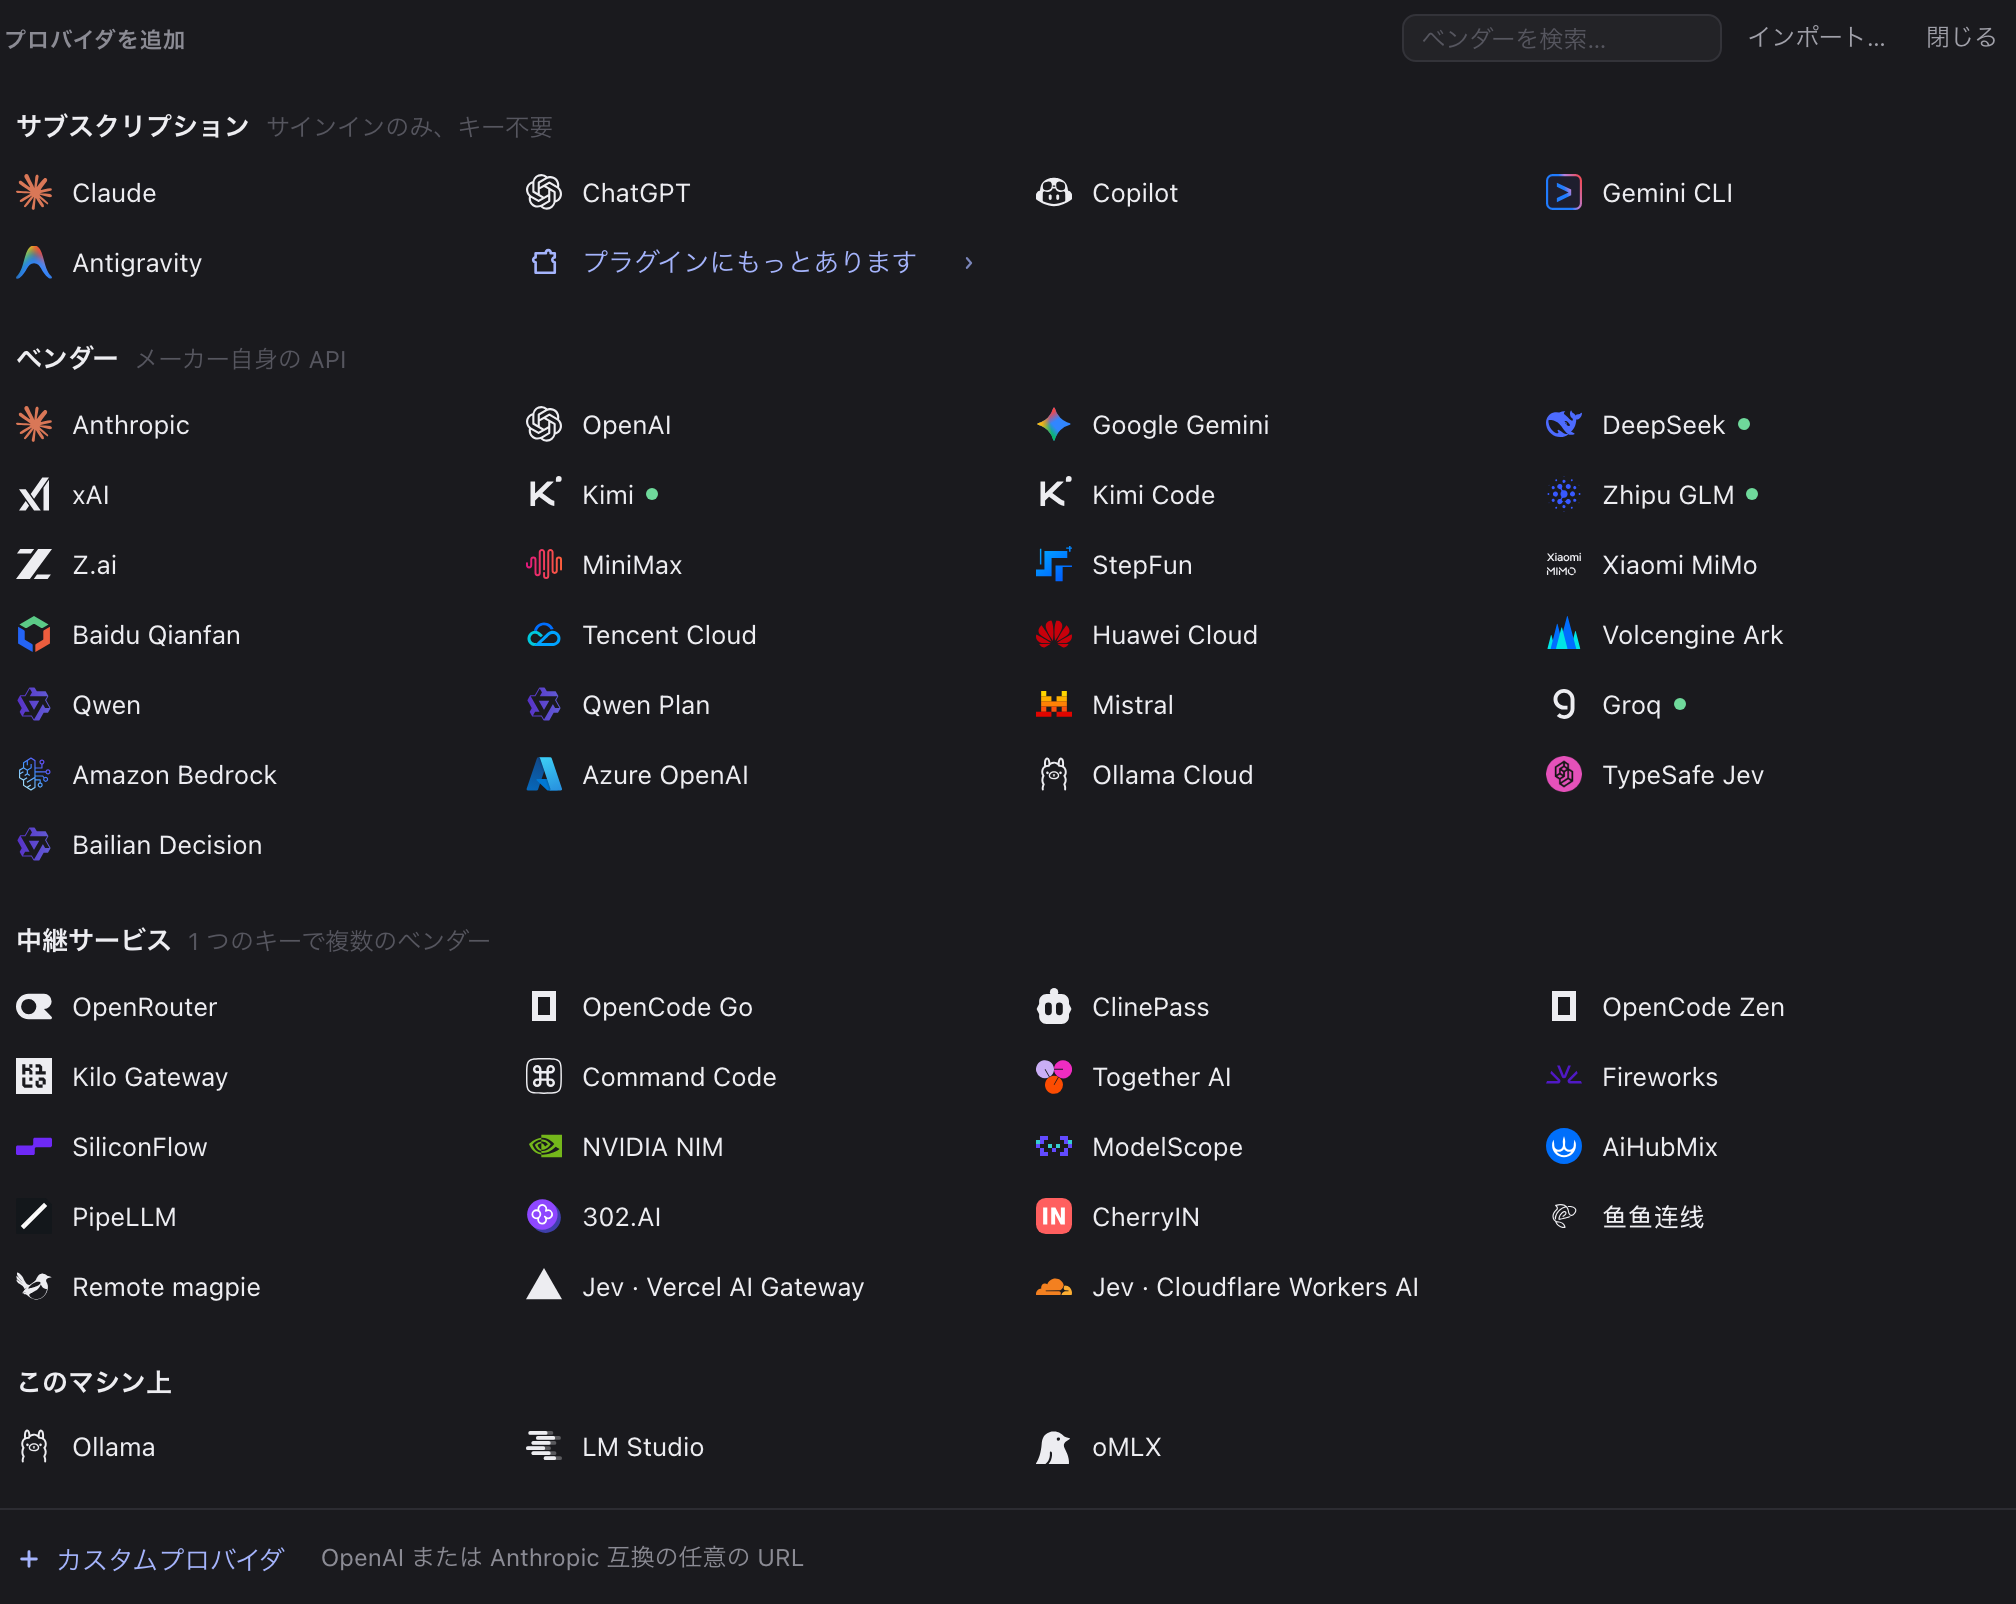 プロバイダを追加
ベンダーを検索...
インポート...
閉じる
サブスクリプション サインインのみ、キー不要
Claude
ChatGPT
Copilot
Gemini CLI
Antigravity
プラグインにもっとあります ›
ベンダー メーカー自身の API
Anthropic
OpenAI
Google Gemini
DeepSeek
xAI
Kimi
Kimi Code
Zhipu GLM
Z.ai
MiniMax
StepFun
Xiaomi MIMO
Xiaomi MiMo
Baidu Qianfan
Tencent Cloud
Huawei Cloud
Volcengine Ark
Qwen
Qwen Plan
Mistral
Groq
Amazon Bedrock
Azure OpenAI
Ollama Cloud
TypeSafe Jev
Bailian Decision
中継サービス 1 つのキーで複数のベンダー
OpenRouter
OpenCode Go
ClinePass
OpenCode Zen
Kilo Gateway
Command Code
Together AI
Fireworks
SiliconFlow
NVIDIA NIM
ModelScope
AiHubMix
PipeLLM
302.AI
IN CherryIN
鱼鱼连线
Remote magpie
Jev · Vercel AI Gateway
Jev · Cloudflare Workers AI
このマシン上
Ollama
LM Studio
oMLX
+ カスタムプロバイダ OpenAI または Anthropic 互換の任意の URL